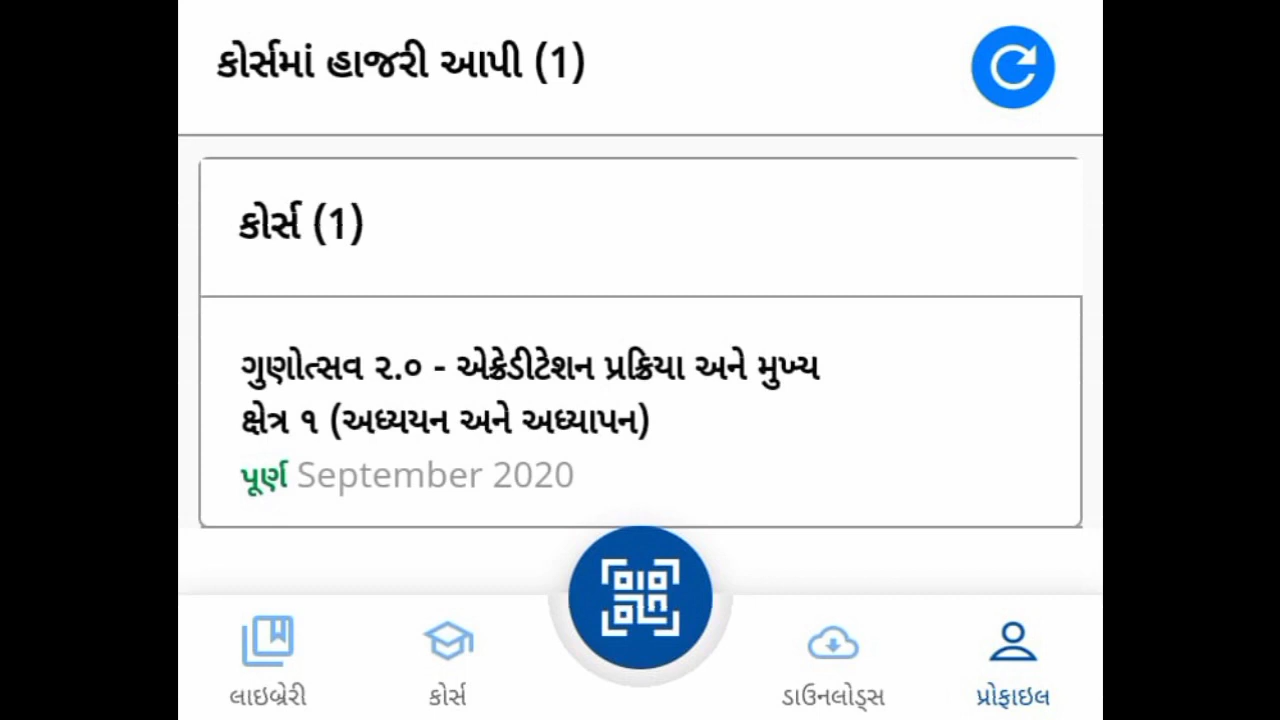 કોર્સમાં હાજરી આપી (1)
કોર્સ (1)
ગુણોત્સવ ૨.૦ - એક્રેડીટેશન પ્રક્રિયા અને મુખ્ય
ક્ષેત્ર ૧ (અધ્યયન અને અધ્યાપન)
પૂર્ણ September 2020
લાઇબ્રેરી કોર્સ ડાઉનલોડ્સ પ્રોફાઇલ